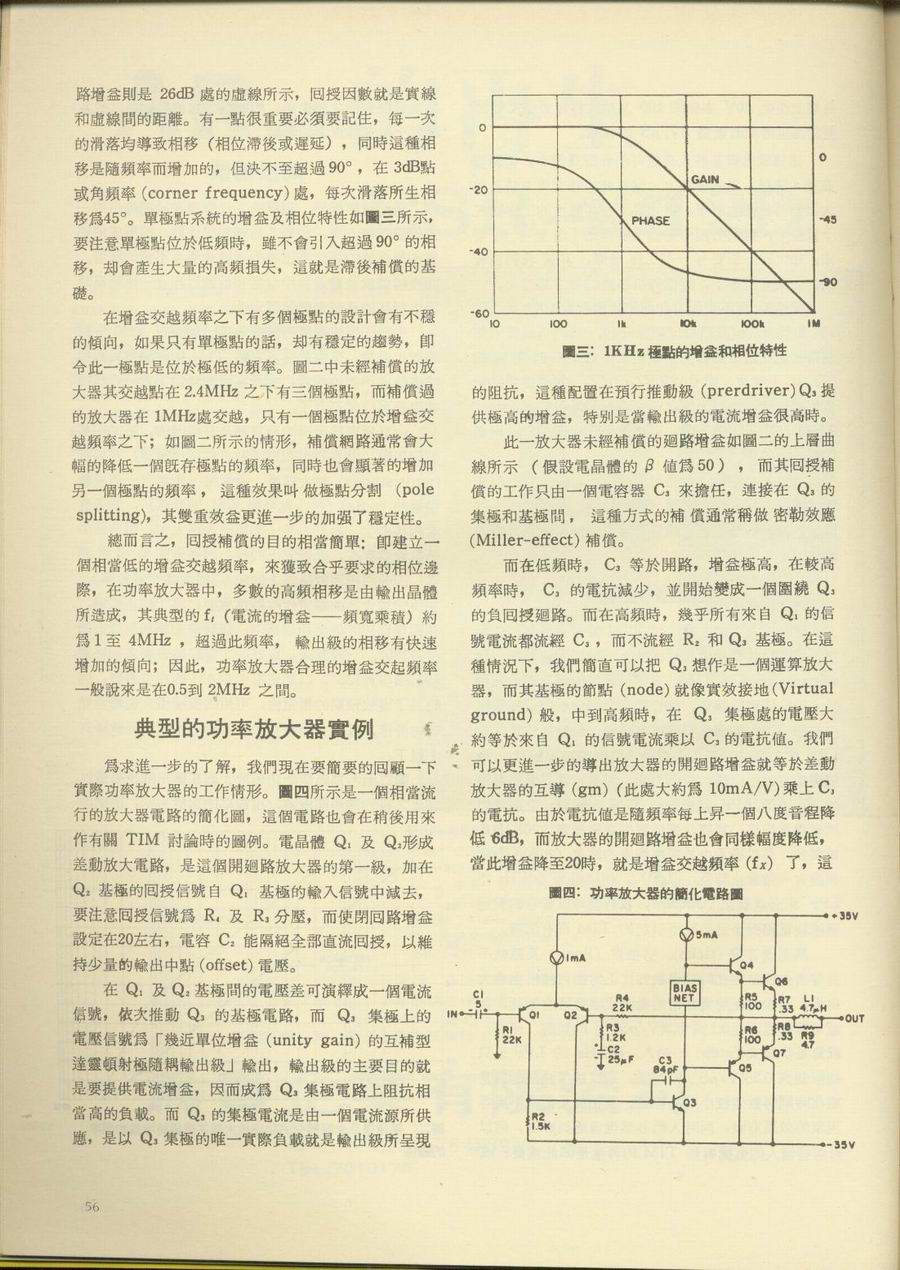 路增益則是 26dB 處的虛線所示，囘授因數就是實線
和虛線間的距離。有一點很重要必須要記住，每一次
的滑落均導致相移（相位滯後或遲延），同時這種相
移是隨頻率而增加的，但決不至超過90°，在 3dB點
或角頻率 (corner frequency) 處，每次滑落所生相
移爲45°。單極點系統的增益及相位特性如圖三所示，
要注意單極點位於低頻時，雖不會引入超過90° 的相
移，却會產生大量的高頻損失，這就是滯後補償的基
礎。
在增益交越頻率之下有多個極點的設計會有不穩
的傾向，如果只有單極點的話，却有穩定的趨勢，卽
令此一極點是位於極低的頻率。圖二中未經補償的放
大器其交越點在 2.4MHz 之下有三個極點，而補償過
的放大器在 1MHz處交越，只有一個極點位於增益交
越頻率之下；如圖二所示的情形，補償網路通常會大
幅的降低一個旣存極點的頻率，同時也會顯著的增加
另一個極點的頻率，這種效果叫 做極點分割 (pole
splitting)，其雙重效益更進一步的加强了穩定性。
總而言之，囘授補償的目的相當簡單：卽建立一
個相當低的增益交越頻率，來獲致合乎要求的相位邊
際，在功率放大器中，多數的高頻相移是由輸出晶體
所造成，其典型的 ft (電流的增益——頻寬乘積）約
爲 1 至 4MHz ，超過此頻率， 輸出級的相移有快速
增加的傾向；因此，功率放大器合理的增益交起頻率
一般說來是在0.5到 2MHz 之間。
典型的功率放大器實例
爲求進一步的了解，我們現在要簡要的囘顧一下
實際功率放大器的工作情形。圖四所示是一個相當流
行的放大器電路的簡化圖，這個電路也會在稍後用來
作有關 TIM 討論時的圖例。電晶體 Q1 及 Q2形成
差動放大電路，是這個開廻路放大器的第一級，加在
Q2 基極的囘授信號自 Q1 基極的輸入信號中減去，
要注意囘授信號爲 R4 及 R3 分壓，而使閉囘路增益
設定在20左右，電容 C2 能隔絕全部直流囘授，以維
持少量的輸出中點 (offset) 電壓。
在 Q1 及 Q2 基極間的電壓差可演繹成一個電流
信號，依次推動 Q3 的基極電路，而 Q3 集極上的
電壓信號爲「幾近單位增益 (unity gain) 的互補型
達靈頓射極隨耦輸出級」輸出，輸出級的主要目的就
是要提供電流增益，因而成爲 Q3 集極電路上阻抗相
當高的負載。而 Q3 的集極電流是由一個電流源所供
應，是以 Q3 集極的唯一實際負載就是輸出級所呈現
56
0
-20
-40
-60
10
100
1k
10k
100k
1M
0
-45
-90
GAIN
PHASE
圖三：1KHz 極點的增益和相位特性
的阻抗，這種配置在預行推動級 (prerdriver) Q3 提
供極高的增益，特別是當輸出級的電流增益很高時。
此一放大器未經補償的廻路增益如圖二的上層曲
線所示 （假設電晶體的 β 値爲 50 ） ，而其囘授補
償的工作只由一個電容器 C3 來擔任，連接在 Q3 的
集極和基極間， 這種方式的補 償通常稱做 密勒效應
(Miller-effect) 補償。
而在低頻時， C3 等於開路，增益極高，在較高
頻率時， C3 的電抗減少，並開始變成一個圍繞 Q3
的負囘授廻路。而在高頻時，幾乎所有來自 Q1 的信
號電流都流經 C3 ，而不流經 R2 和 Q3 基極。在這
種情況下，我們簡直可以把 Q3 想作是一個運算放大
器，而其基極的節點 (node) 就像實效接地 (Virtual
ground) 般，中到高頻時，在 Q3 集極處的電壓大
約等於來自 Q1 的信號電流乘以 C3 的電抗値。我們
可以更進一步的導出放大器的開廻路增益就等於差動
放大器的互導 (gm) (此處大約爲 10mA/V) 乘上 C3
的電抗。由於電抗値是隨頻率每上昇一個八度音程降
低 6dB，而放大器的開廻路增益也會同樣幅度降低，
當此增益降至20時，就是增益交越頻率 (fx) 了，這
圖四：功率放大器的簡化電路圖
+35V
5mA
1mA
Q4
Q6
BIAS
NET
C1
5
IN
Q1
Q2
R1
22K
R4
22K
R3
1.2K
C2
25μF
R5
100
R7
.33
L1
4.7μH
OUT
R6
100
R8
.33
R9
4.7
Q7
Q5
C3
84pF
Q3
R2
1.5K
-35V